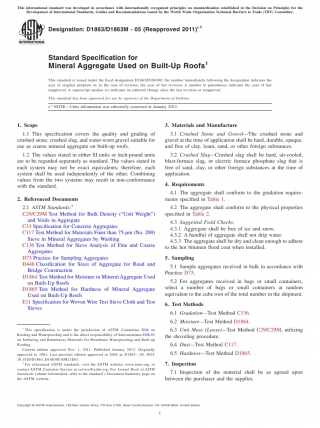 This international standard was developed in accordance with internationally recognized principles on standardization established in the Decision on Principles for the
Development of International Standards, Guides and Recommendations issued by the World Trade Organization Technical Barriers to Trade (TBT) Committee.
Designation: D1863/D1863M – 05 (Reapproved 2011)ε1
INTERNATIONAL
Standard Specification for
Mineral Aggregate Used on Built-Up Roofs1
This standard is issued under the fixed designation D1863/D1863M; the number immediately following the designation indicates the
year of original adoption or, in the case of revision, the year of last revision. A number in parentheses indicates the year of last
reapproval. A superscript epsilon (ε) indicates an editorial change since the last revision or reapproval.
This standard has been approved for use by agencies of the Department of Defense.
ε1 NOTE—Units information was editorially corrected in January 2012.
1. Scope
1.1 This specification covers the quality and grading of
crushed stone, crushed slag, and water-worn gravel suitable for
use as coarse mineral aggregate on built-up roofs.
1.2 The values stated in either SI units or inch-pound units
are to be regarded separately as standard. The values stated in
each system may not be exact equivalents; therefore, each
system shall be used independently of the other. Combining
values from the two systems may result in non-conformance
with the standard.
2. Referenced Documents
2.1 ASTM Standards:2
C29/C29M Test Method for Bulk Density (“Unit Weight”)
and Voids in Aggregate
C33 Specification for Concrete Aggregates
C117 Test Method for Materials Finer than 75-μm (No. 200)
Sieve in Mineral Aggregates by Washing
C136 Test Method for Sieve Analysis of Fine and Coarse
Aggregates
D75 Practice for Sampling Aggregates
D448 Classification for Sizes of Aggregate for Road and
Bridge Construction
D1864 Test Method for Moisture in Mineral Aggregate Used
on Built-Up Roofs
D1865 Test Method for Hardness of Mineral Aggregate
Used on Built-Up Roofs
E11 Specification for Woven Wire Test Sieve Cloth and Test
Sieves
1 This specification is under the jurisdiction of ASTM Committee D08 on
Roofing and Waterproofing and is the direct responsibility of Subcommittee
on Surfacing and Bituminous Materials for Membrane Waterproofing and Built-up
Roofing.
Current edition approved Nov. 1, 2011. Published January 2012. Originally
approved in 1961. Last previous edition approved in 2005 as D1863 – 05.
2 For referenced ASTM standards, visit the ASTM website, www.astm.org, or
contact ASTM Customer Service at service@astm.org. For Annual Book of ASTM
Standards volume information, refer to the standard's Document Summary page on
the ASTM website.
3. Materials and Manufacture
3.1 Crushed Stone and Gravel—The crushed stone and
gravel at the time of application shall be hard, durable, opaque,
and free of clay, loam, sand, or other foreign substances.
3.2 Crushed Slag—Crushed slag shall be hard, air-cooled,
blast-furnace slag, or electric furnace phosphate slag that is
free of sand, clay, or other foreign substances at the time of
application.
4. Requirements
4.1 The aggregate shall conform to the gradation require-
ments specified in Table 1.
4.2 The aggregate shall conform to the physical properties
specified in Table 2.
4.3 Suggested Field Checks:
4.3.1 Aggregate shall be free of ice and snow.
4.3.2 A handful of aggregate shall not drip water.
4.3.3 The aggregate shall be dry and clean enough to adhere
to the hot bitumen flood coat when installed.
5. Sampling
5.1 Sample aggregates received in bulk in accordance with
Practice D75.
5.2 For aggregates received in bags or small containers,
select a number of bags or small containers at random
equivalent to the cube root of the total number in the shipment.
6. Test Methods
6.1 Gradation—Test Method C136.
6.2 Moisture—Test Method D1864.
6.3 Unit Mass (Loose)—Test Method C29/C29M, utilizing
the shoveling procedure.
6.4 Dust—Test Method C117.
6.5 Hardness—Test Method D1865.
7. Inspection
7.1 Inspection of the material shall be as agreed upon
between the purchaser and the supplier.
Copyright © ASTM International, 100 Barr Harbor Drive, PO Box C700, West Conshohocken, PA 19428-2959. United States
1